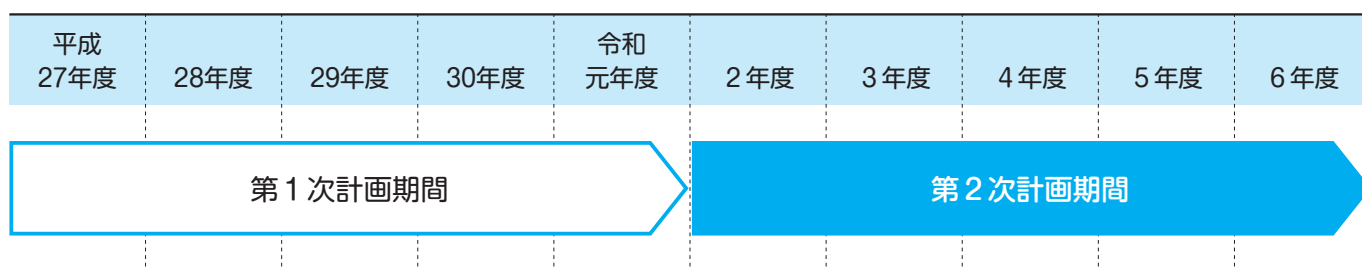 平成
27年度
28年度
29年度
30年度
令和
元年度
2年度
3年度
4年度
5年度
6年度
第1次計画期間
第2次計画期間